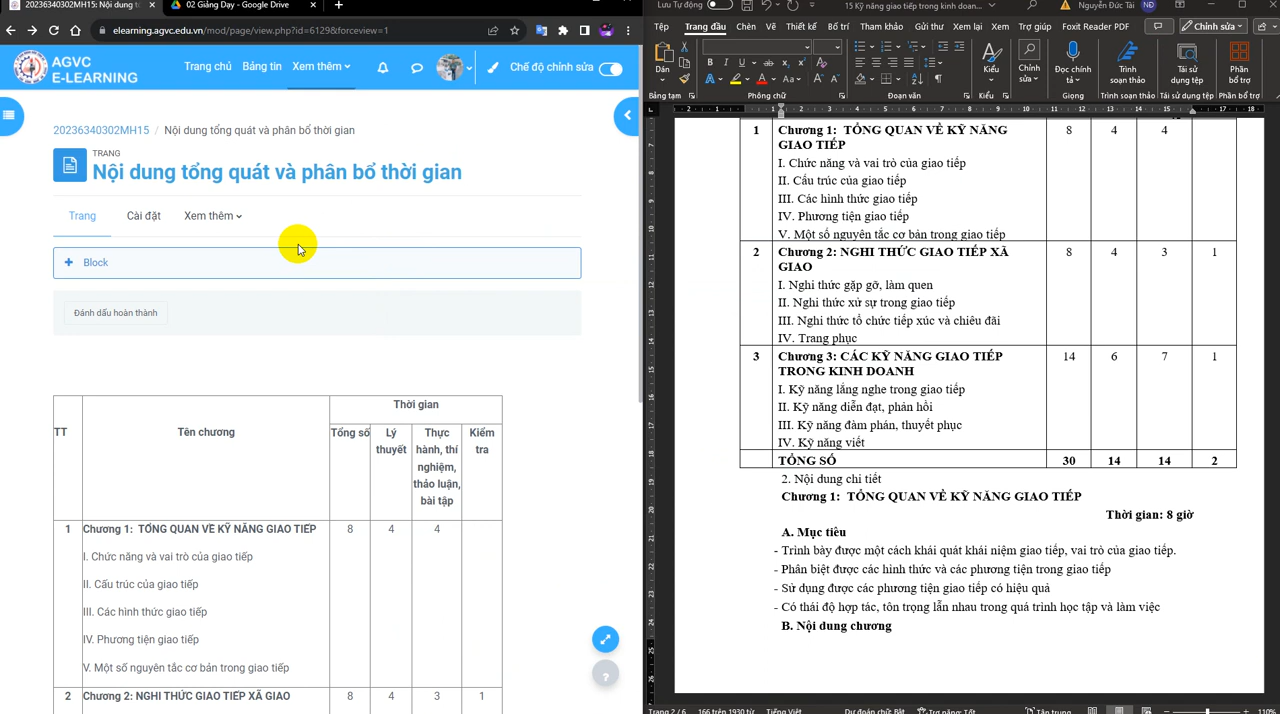 20236340302MH15: Nội dung tổ
02 Giảng Dạy - Google Drive
elearning.agvc.edu.vn/mod/page/view.php?id=6129&forceview=1
AGVC
E-LEARNING
Trang chủ
Bảng tin
Xem thêm
Chế độ chỉnh sửa
20236340302MH15 / Nội dung tổng quát và phân bổ thời gian
TRANG
Nội dung tổng quát và phân bổ thời gian
Trang
Cài đặt
Xem thêm
+ Block
Đánh dấu hoàn thành
Thời gian
TT
Tên chương
Tổng số
Lý
thuyết
Thực
hành, thí
nghiệm,
thảo luận,
bài tập
Kiểm
tra
1 Chương 1: TỔNG QUAN VỀ KỸ NĂNG GIAO TIẾP 8 4 4
I. Chức năng và vai trò của giao tiếp
II. Cấu trúc của giao tiếp
III. Các hình thức giao tiếp
IV. Phương tiện giao tiếp
V. Một số nguyên tắc cơ bản trong giao tiếp
2 Chương 2: NGHI THỨC GIAO TIẾP XÃ GIAO 8 4 3 1
?
Lưu Tự động
15 Kỹ năng giao tiếp trong kinh doan...
Nguyễn Đức Tài
NĐ
Tệp
Trang đầu
Chèn
Vẽ
Thiết kế
Bố trí
Tham khảo
Gửi thư
Xem lại
Xem
Trợ giúp
Foxit Reader PDF
Chỉnh sửa
Dán
Kiểu
Chỉnh
sửa
Đọc chính
tả
Trình
soạn thảo
Tái sử
dụng tệp
Phần
bổ trợ
Bảng tạm
Phông chữ
Đoạn văn
Kiểu
Giọng
Trình soạn thảo
Tái sử dụng tệp
Phần bổ trợ
1 Chương 1: TỔNG QUAN VỀ KỸ NĂNG 8 4 4
GIAO TIẾP
I. Chức năng và vai trò của giao tiếp
II. Cấu trúc của giao tiếp
III. Các hình thức giao tiếp
IV. Phương tiện giao tiếp
V. Một số nguyên tắc cơ bản trong giao tiếp
2 Chương 2: NGHI THỨC GIAO TIẾP XÃ 8 4 3 1
GIAO
I. Nghi thức gặp gỡ, làm quen
II. Nghi thức xử sự trong giao tiếp
III. Nghi thức tổ chức tiếp xúc và chiêu đãi
IV. Trang phục
3 Chương 3: CÁC KỸ NĂNG GIAO TIẾP 14 6 7 1
TRONG KINH DOANH
I. Kỹ năng lắng nghe trong giao tiếp
II. Kỹ năng diễn đạt, phản hồi
III. Kỹ năng đàm phán, thuyết phục
IV. Kỹ năng viết
TỔNG SỐ 30 14 14 2
2. Nội dung chi tiết
Chương 1: TỔNG QUAN VỀ KỸ NĂNG GIAO TIẾP
Thời gian: 8 giờ
A. Mục tiêu
- Trình bày được một cách khái quát khái niệm giao tiếp, vai trò của giao tiếp.
- Phân biệt được các hình thức và các phương tiện trong giao tiếp
- Sử dụng được các phương tiện giao tiếp có hiệu quả
- Có thái độ hợp tác, tôn trọng lẫn nhau trong quá trình học tập và làm việc
B. Nội dung chương
Trang 2 / 6
166 trên 1930 từ
Tiếng Việt
Dự đoán chữ: Bật
Trợ năng: Tốt
Tập trung
110%